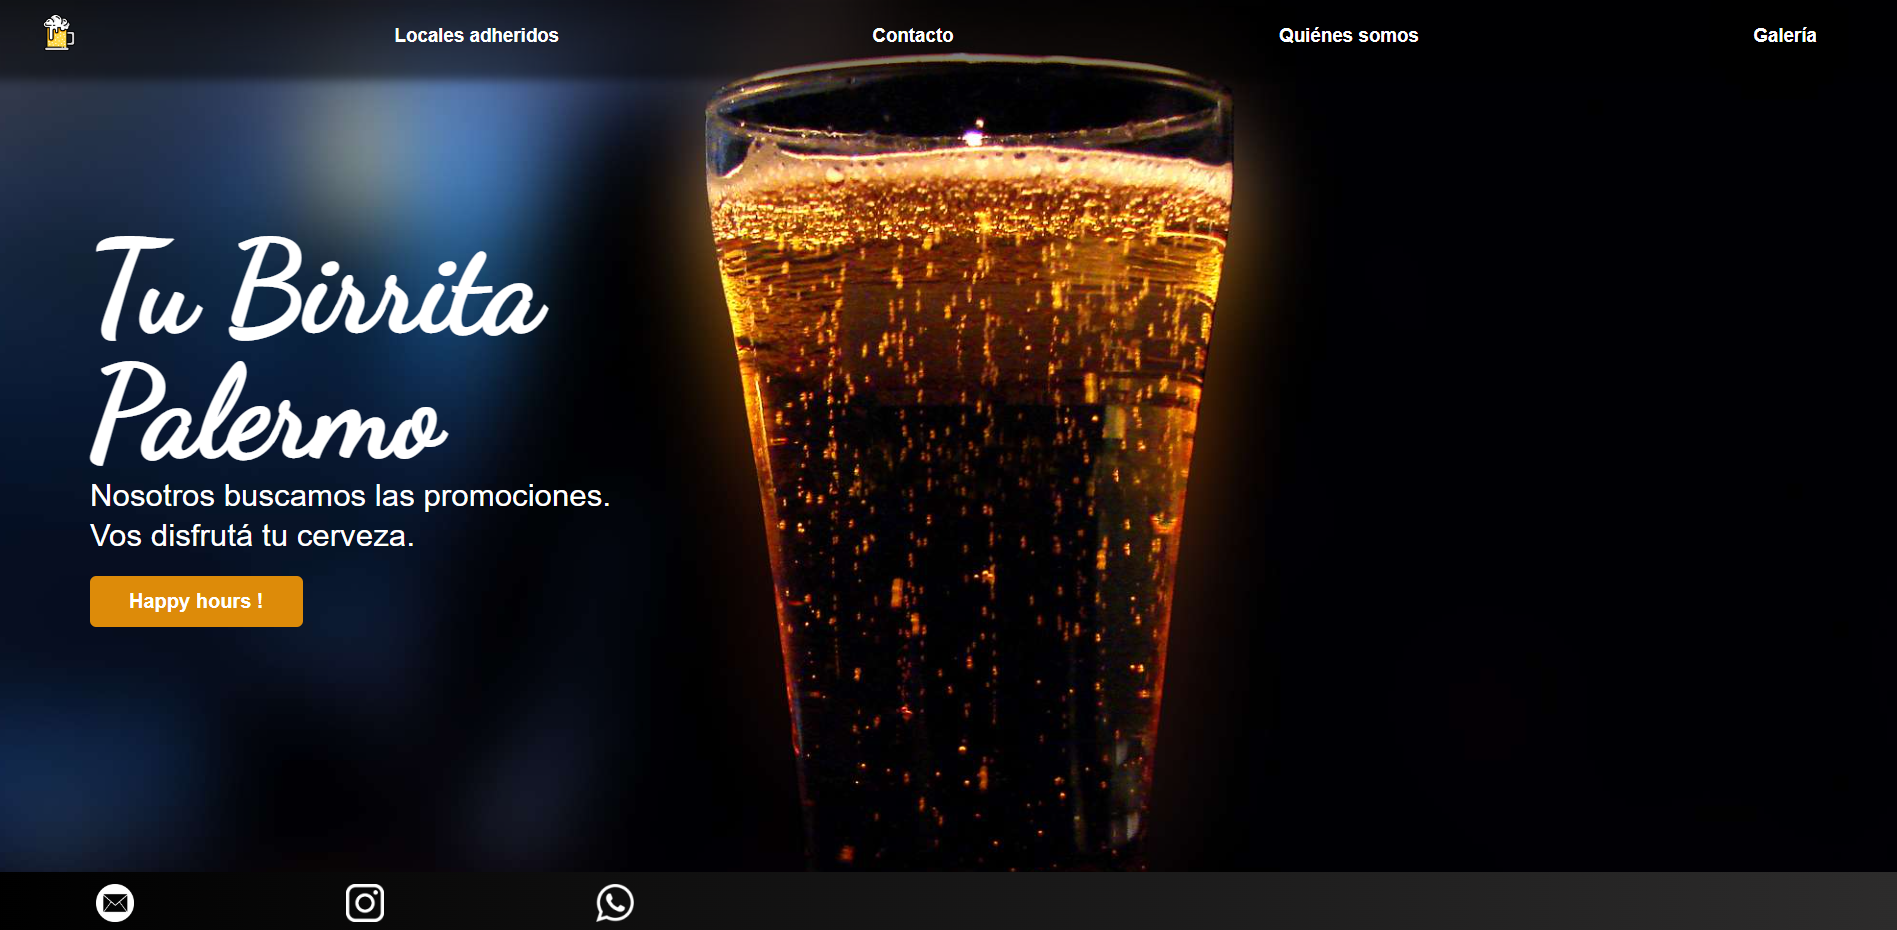 Locales adheridos
Contacto
Quiénes somos
Galería
Tu Birrita
Palermo
Nosotros buscamos las promociones.
Vos disfrutá tu cerveza.
Happy hours !